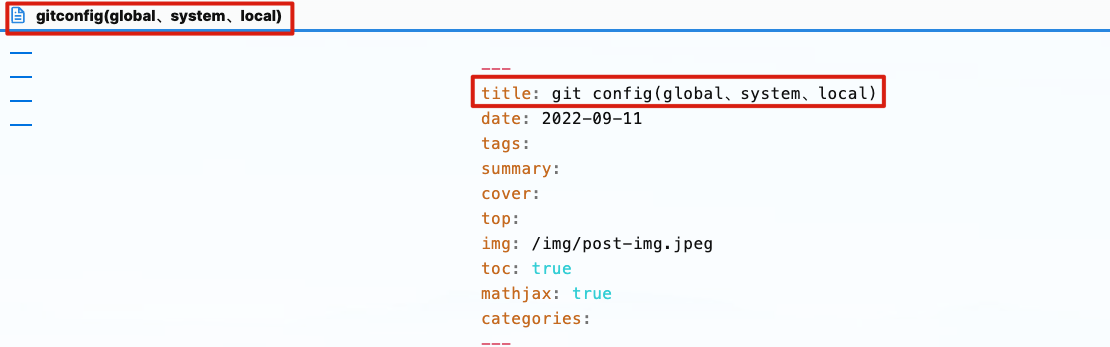 gitconfig(global、system、local)
---
title: git config(global、system、local)
date: 2022-09-11
tags:
summary:
cover:
top:
img: /img/post-img.jpeg
toc: true
mathjax: true
categories:
---